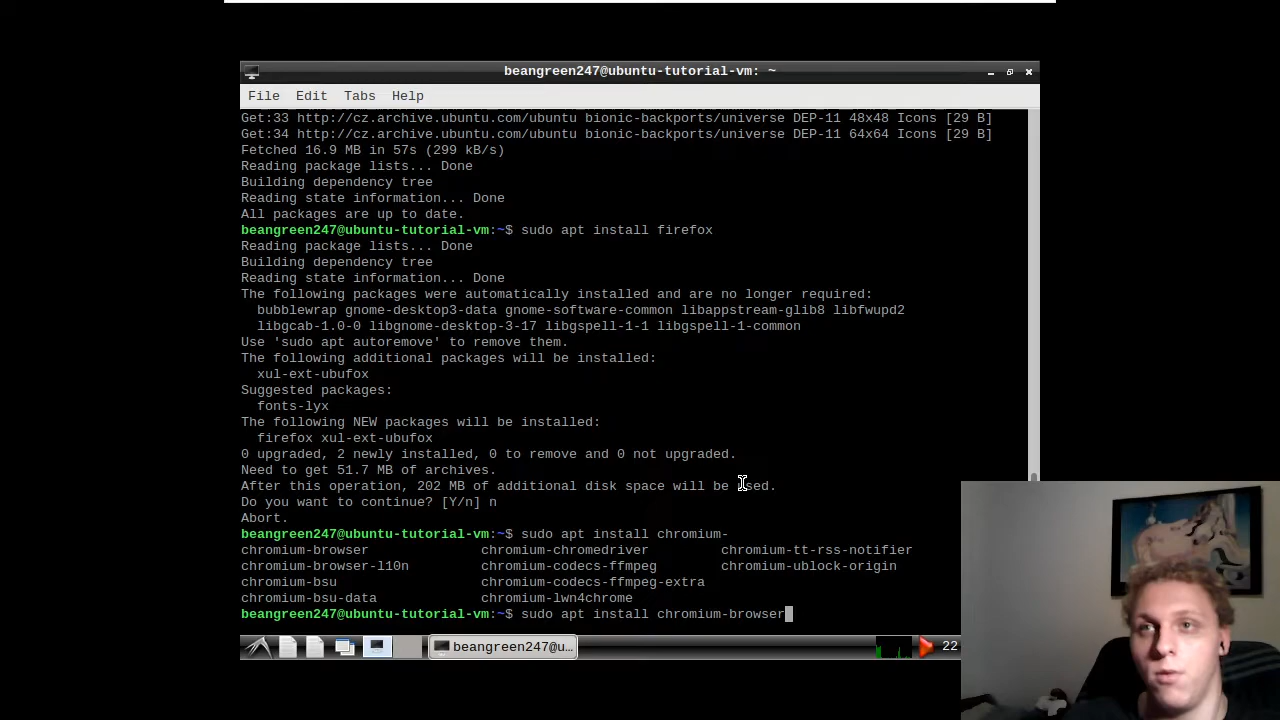 beangreen247@ubuntu-tutorial-vm: ~
File Edit Tabs Help
Get:33 http://cz.archive.ubuntu.com/ubuntu bionic-backports/universe DEP-11 48x48 Icons [29 B]
Get:34 http://cz.archive.ubuntu.com/ubuntu bionic-backports/universe DEP-11 64x64 Icons [29 B]
Fetched 16.9 MB in 57s (299 kB/s)
Reading package lists... Done
Building dependency tree
Reading state information... Done
All packages are up to date.
beangreen247@ubuntu-tutorial-vm:~$ sudo apt install firefox
Reading package lists... Done
Building dependency tree
Reading state information... Done
The following packages were automatically installed and are no longer required:
bubblewrap gnome-desktop3-data gnome-software-common libappstream-glib8 libfwupd2
libgcab-1.0-0 libgnome-desktop-3-17 libgspell-1-1 libgspell-1-common
Use 'sudo apt autoremove' to remove them.
The following additional packages will be installed:
xul-ext-ubufox
Suggested packages:
fonts-lyx
The following NEW packages will be installed:
firefox xul-ext-ubufox
0 upgraded, 2 newly installed, 0 to remove and 0 not upgraded.
Need to get 51.7 MB of archives.
After this operation, 202 MB of additional disk space will be used.
Do you want to continue? [Y/n] n
Abort.
beangreen247@ubuntu-tutorial-vm:~$ sudo apt install chromium-
chromium-browser chromium-chromedriver chromium-tt-rss-notifier
chromium-browser-l10n chromium-codecs-ffmpeg chromium-ublock-origin
chromium-bsu chromium-codecs-ffmpeg-extra
chromium-bsu-data chromium-lwn4chrome
beangreen247@ubuntu-tutorial-vm:~$ sudo apt install chromium-browser
beangreen247@u... 22